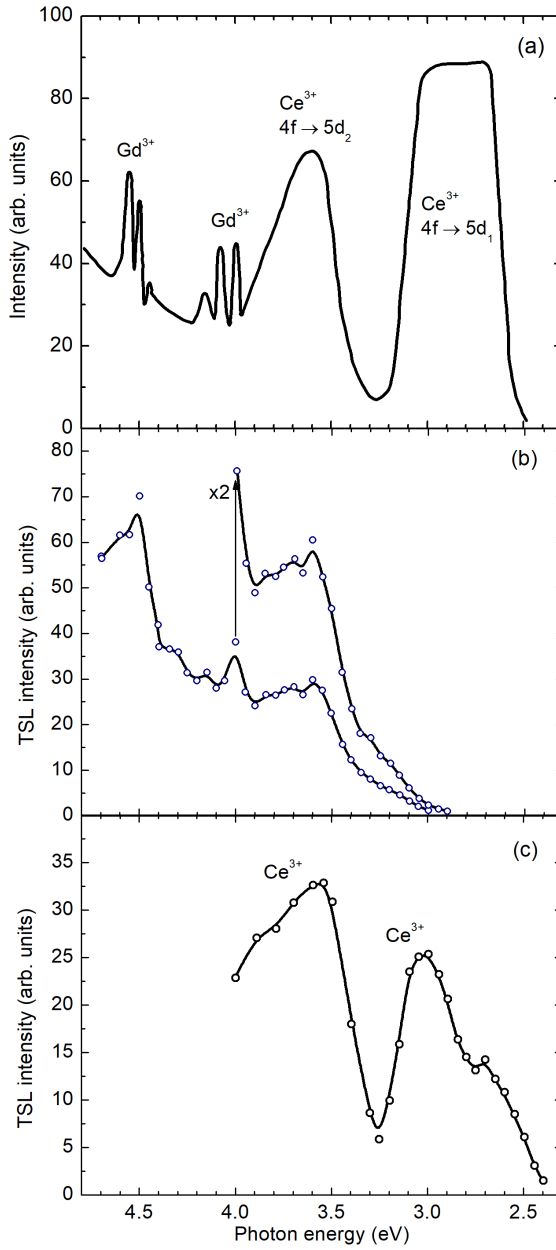 (a)
100
80
60
40
20
0
Intensity (arb. units)
Gd3+
Gd3+
Ce3+
4f → 5d2
Ce3+
4f → 5d1
(b)
80
70
60
50
40
30
20
10
0
TSL intensity (arb. units)
x2
(c)
35
30
25
20
15
10
5
0
TSL intensity (arb. units)
Ce3+
Ce3+
4.5
4.0
3.5
3.0
2.5
Photon energy (eV)